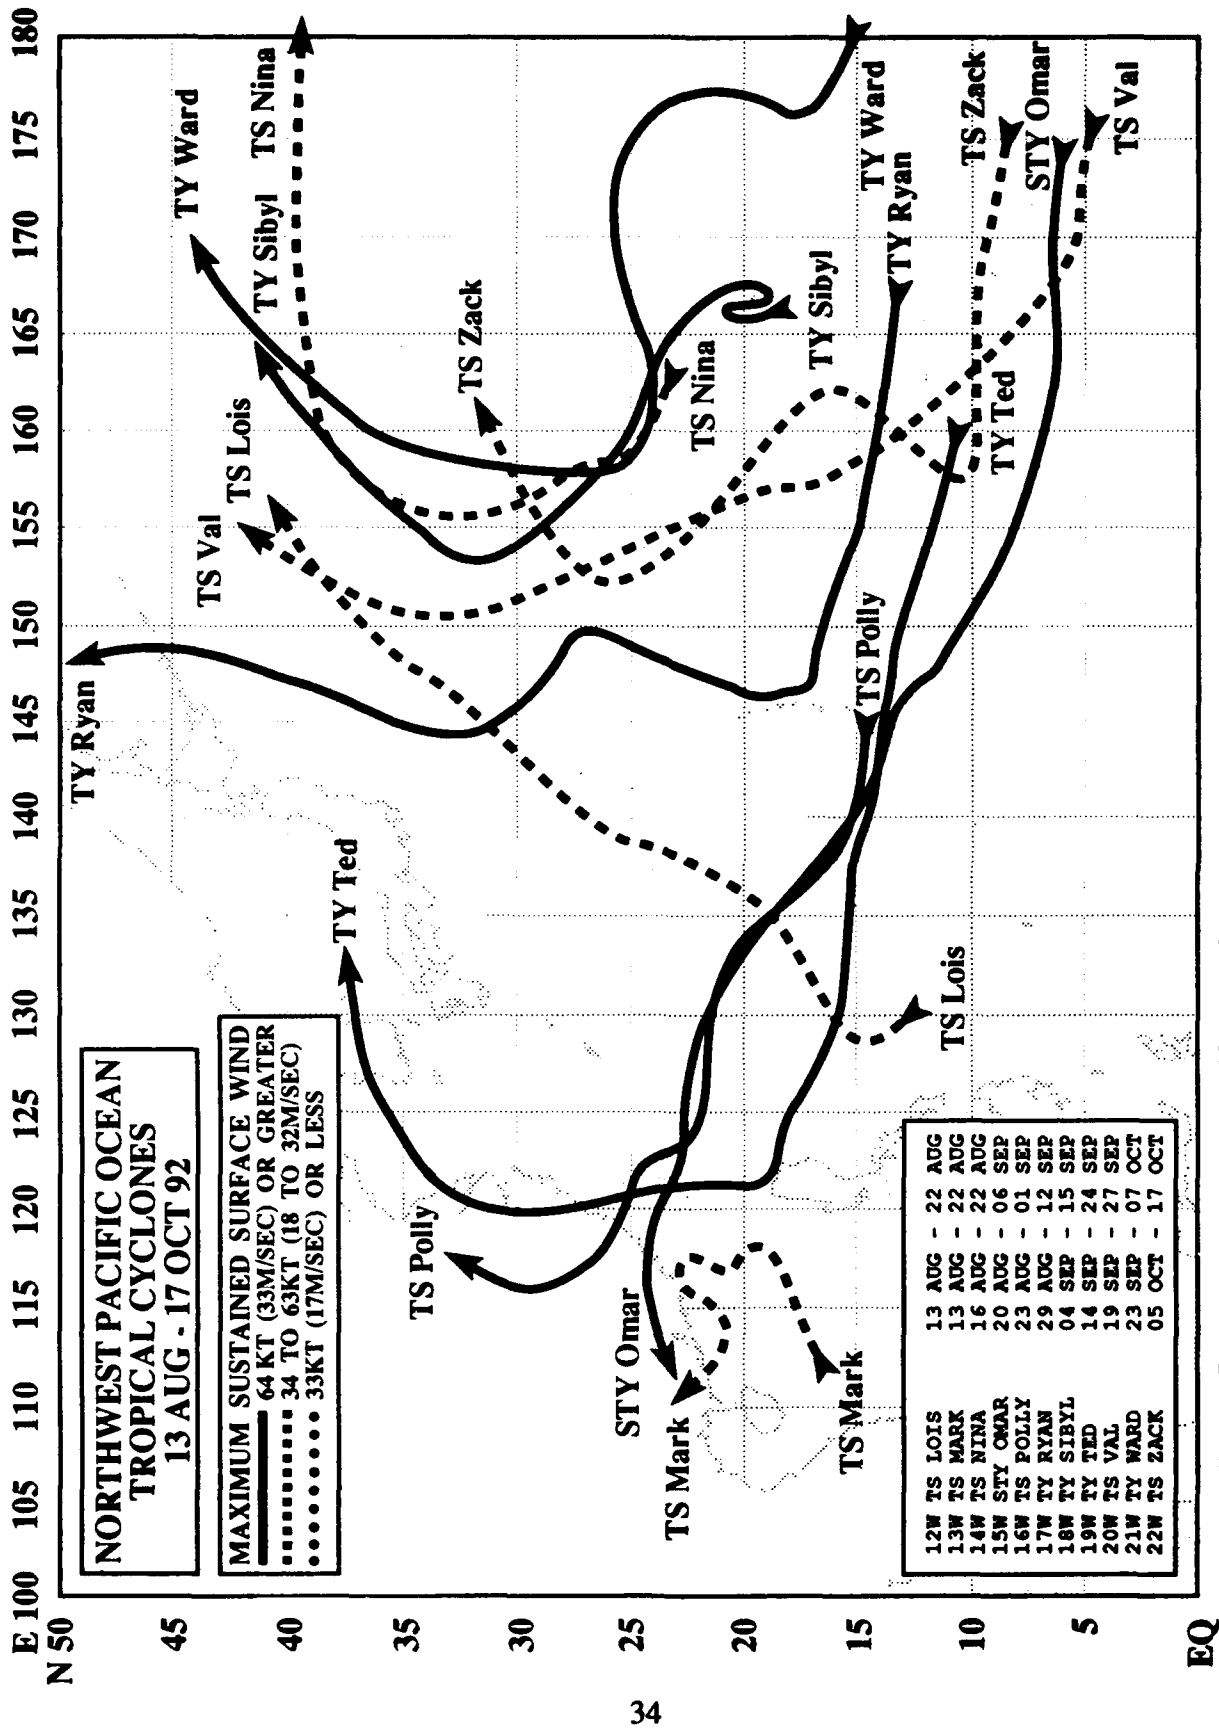 NORTHWEST PACIFIC OCEAN
TROPICAL CYCLONES
13 AUG - 17 OCT 92
MAXIMUM SUSTAINED SURFACE WIND
64 KT (33M/SEC) OR GREATER
34 TO 63KT (18 TO 32M/SEC)
33KT (17M/SEC) OR LESS
E 100 105 110 115 120 125 130 135 140 145 150 155 160 165 170 175 180
N 50
45
40
35
30
25
20
15
10
5
EQ
TY Ryan
TS Val
TS Lois
TY Ward
TY Sibyl
TS Nina
TY Ted
TS Polly
TS Zack
STY Omar
TS Mark
TS Nina
TY Sibyl
TS Mark
TS Polly
TY Ward
TY Ryan
TS Lois
TY Ted
TS Zack
STY Omar
TS Val
12W TS LOIS 13 AUG - 22 AUG
13W TS MARK 13 AUG - 22 AUG
14W TS NINA 16 AUG - 22 AUG
15W STY OMAR 20 AUG - 06 SEP
16W TS POLLY 23 AUG - 01 SEP
17W TY RYAN 29 AUG - 12 SEP
18W TY SIBYL 04 SEP - 15 SEP
19W TY TED 14 SEP - 24 SEP
20W TS VAL 19 SEP - 27 SEP
21W TY WARD 23 SEP - 07 OCT
22W TS ZACK 05 OCT - 17 OCT
34